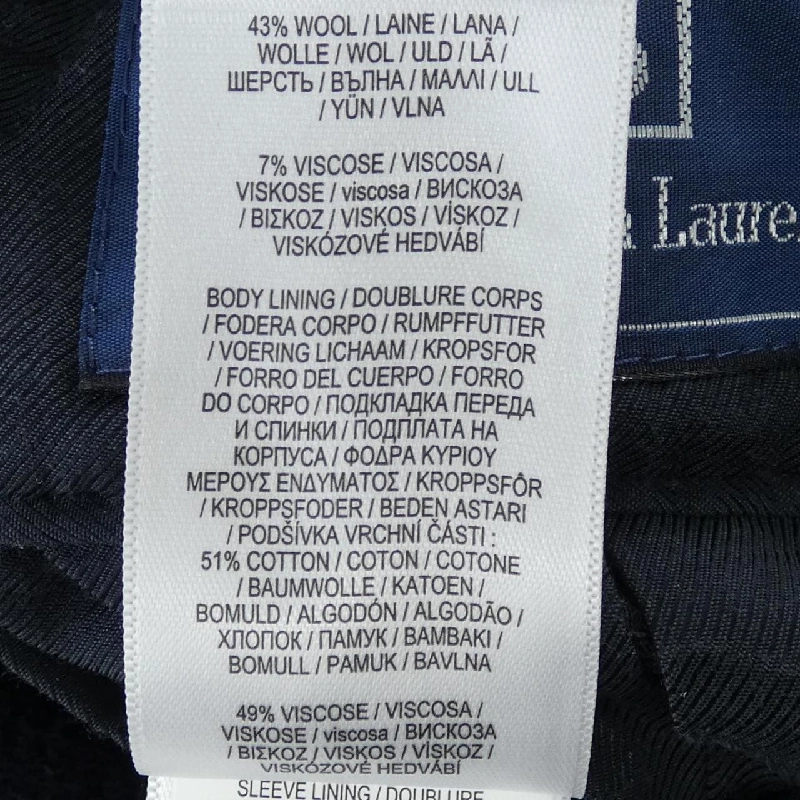 43% WOOL / LAINE / LANA /
WOLLE / WOL / ULD / LÃ /
ШЕРСТЬ / ВЪЛНА / ΜΑΛΛΙ / ULL
/ YÜN / VLNA
7% VISCOSE / VISCOSA /
VISKOSE / viscosa / ВИСКОЗА
/ ΒΙΣΚΟΖ / VISKOS / VİSKOZ /
VISKÓZOVÉ HEDVÁBÍ
BODY LINING / DOUBLURE CORPS
/ FODERA CORPO / RUMPFFUTTER
/ VOERING LICHAAM / KROPSFOR
/ FORRO DEL CUERPO / FORRO
DO CORPO / ПОДКЛАДКА ПЕРЕДА
И СПИНКИ / ПОДПЛАТА НА
КОРПУСА / ΦΟΔΡΑ ΚΥΡΙΟΥ
ΜΕΡΟΥΣ ΕΝΔΥΜΑΤΟΣ / KROPPSFÔR
/ KROPPSFODER / BEDEN ASTARI
/ PODŠÍVKA VRCHNÍ ČÁSTI :
51% COTTON / COTON / COTONE
/ BAUMWOLLE / KATOEN /
BOMULD / ALGODÓN / ALGODÃO /
ХЛОПОК / ПАМУК / ΒΑΜΒΑΚΙ /
BOMULL / PAMUK / BAVLNA
49% VISCOSE / VISCOSA /
VISKOSE / viscosa / ВИСКОЗА
/ ΒΙΣΚΟΖ / VISKOS / VİSKOZ /
VISKÓZOVÉ HEDVÁBÍ
SLEEVE LINING / DOUBLURE
Laure